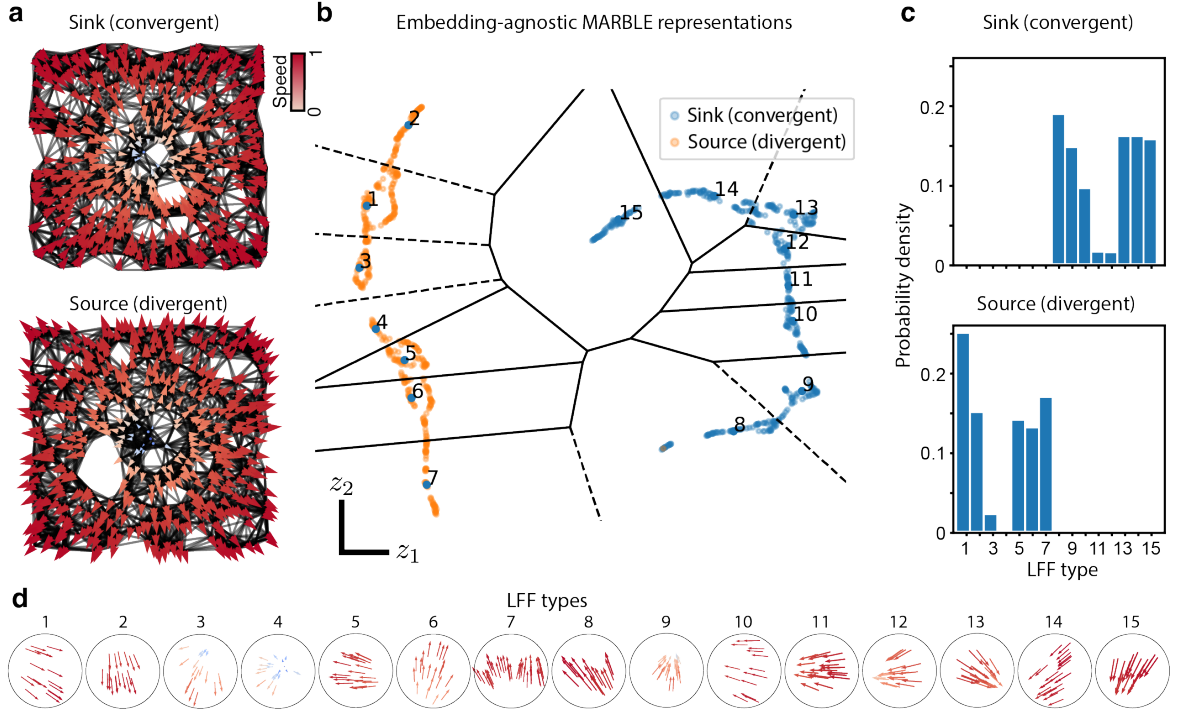 a
Sink (convergent)
Speed
1
0
Source (divergent)
b
Embedding-agnostic MARBLE representations
Sink (convergent)
Source (divergent)
2
1
3
4
5
6
7
15
14
13
12
11
10
9
8
z2
z1
c
Sink (convergent)
Probability density
0.2
0.1
0
Source (divergent)
0.2
0.1
0
1 3 5 7 9 11 13 15
LFF type
d
LFF types
1 2 3 4 5 6 7 8 9 10 11 12 13 14 15